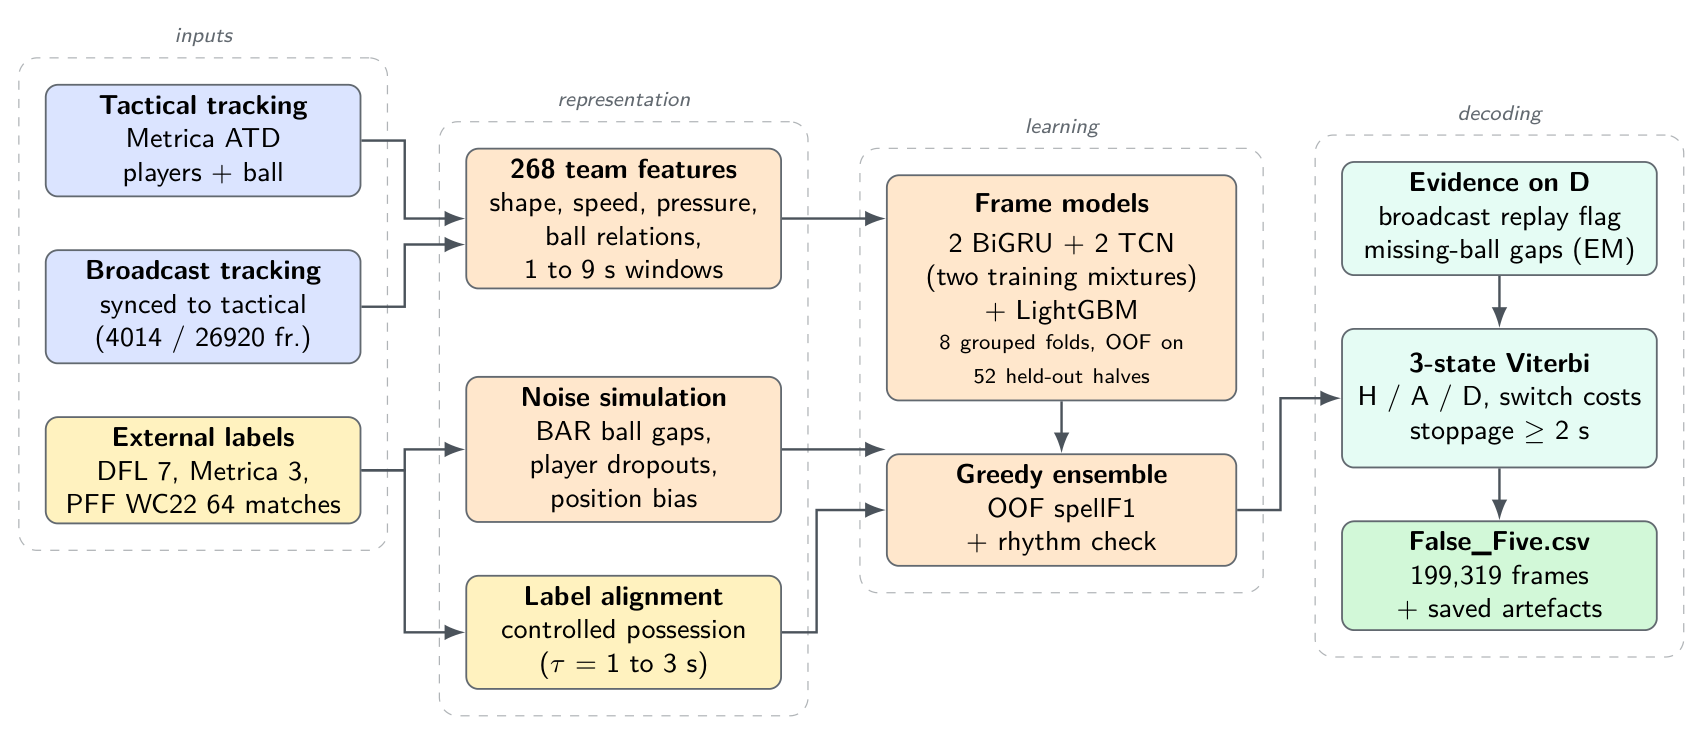 inputs
Tactical tracking
Metrica ATD
players + ball
Broadcast tracking
synced to tactical
(4014 / 26920 fr.)
External labels
DFL 7, Metrica 3,
PFF WC22 64 matches
representation
268 team features
shape, speed, pressure,
ball relations,
1 to 9 s windows
Noise simulation
BAR ball gaps,
player dropouts,
position bias
Label alignment
controlled possession
(τ = 1 to 3 s)
learning
Frame models
2 BiGRU + 2 TCN
(two training mixtures)
+ LightGBM
8 grouped folds, OOF on
52 held-out halves
Greedy ensemble
OOF spellF1
+ rhythm check
decoding
Evidence on D
broadcast replay flag
missing-ball gaps (EM)
3-state Viterbi
H / A / D, switch costs
stoppage ≥ 2 s
False_Five.csv
199,319 frames
+ saved artefacts